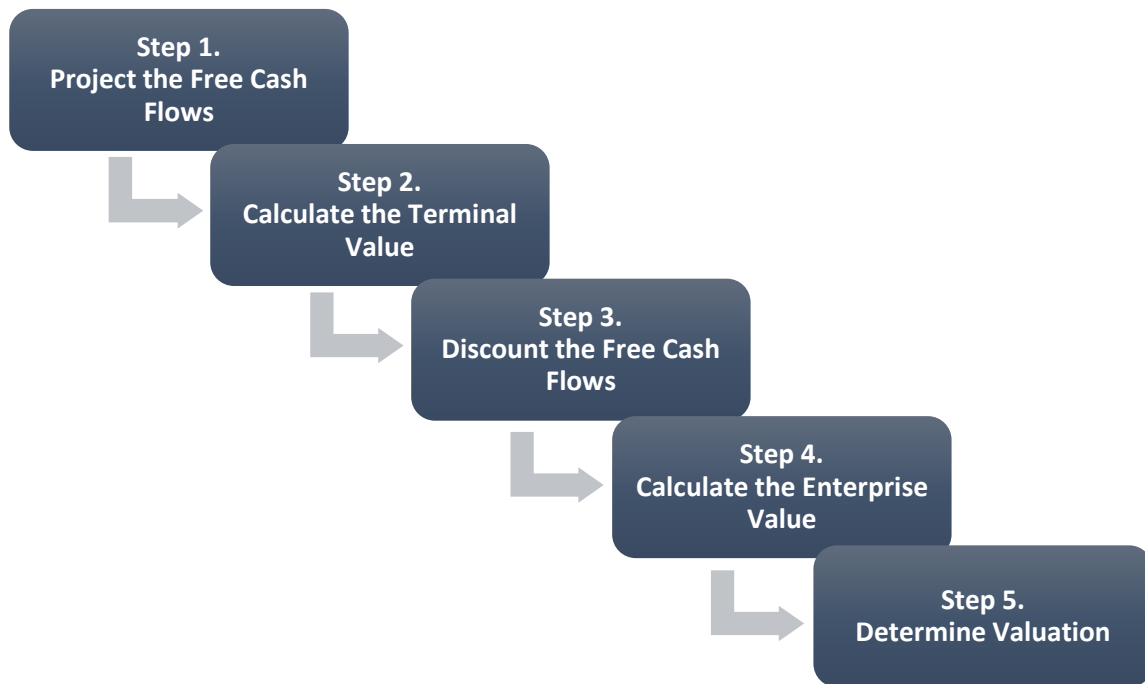 Step 1.
Project the Free Cash
Flows
Step 2.
Calculate the Terminal
Value
Step 3.
Discount the Free Cash
Flows
Step 4.
Calculate the Enterprise
Value
Step 5.
Determine Valuation